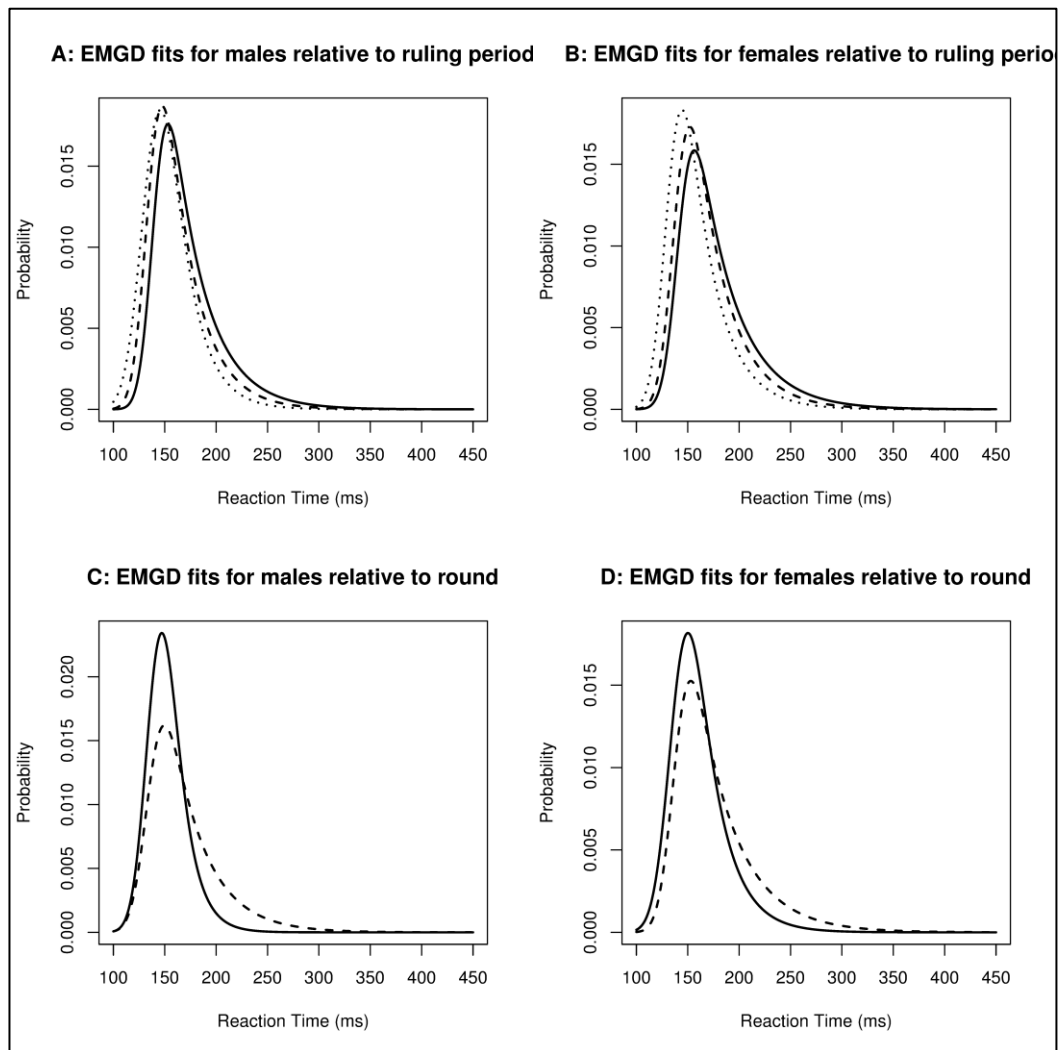 A: EMGD fits for males relative to ruling period
0.015
0.010
0.005
0.000
Probability
100 150 200 250 300 350 400 450
Reaction Time (ms)
B: EMGD fits for females relative to ruling perio
0.015
0.010
0.005
0.000
Probability
100 150 200 250 300 350 400 450
Reaction Time (ms)
C: EMGD fits for males relative to round
0.020
0.015
0.010
0.005
0.000
Probability
100 150 200 250 300 350 400 450
Reaction Time (ms)
D: EMGD fits for females relative to round
0.015
0.010
0.005
0.000
Probability
100 150 200 250 300 350 400 450
Reaction Time (ms)